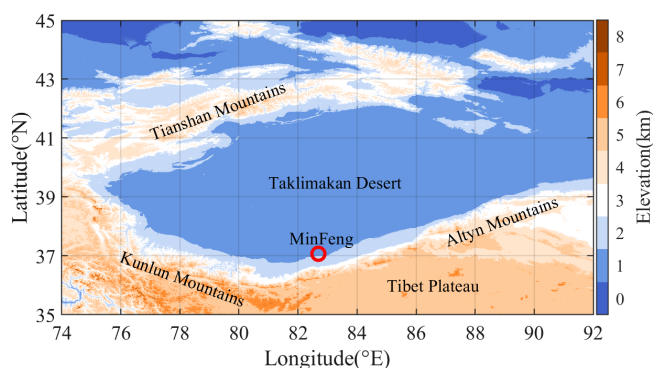 45
43
41
39
37
35
Latitude(°N)
Tianshan Mountains
Taklimakan Desert
MinFeng
Altyn Mountains
Kunlun Mountains
Tibet Plateau
74
76
78
80
82
84
86
88
90
92
Longitude(°E)
8
7
6
5
4
3
2
1
0
Elevation(km)